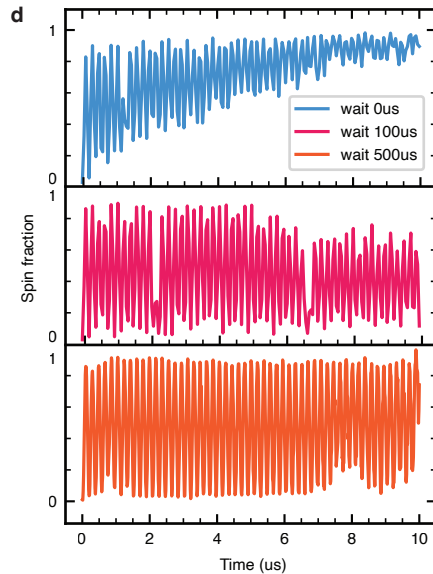 d
1
0
wait 0us
wait 100us
wait 500us
1
0
Spin fraction
1
0
0 2 4 6 8 10
Time (us)